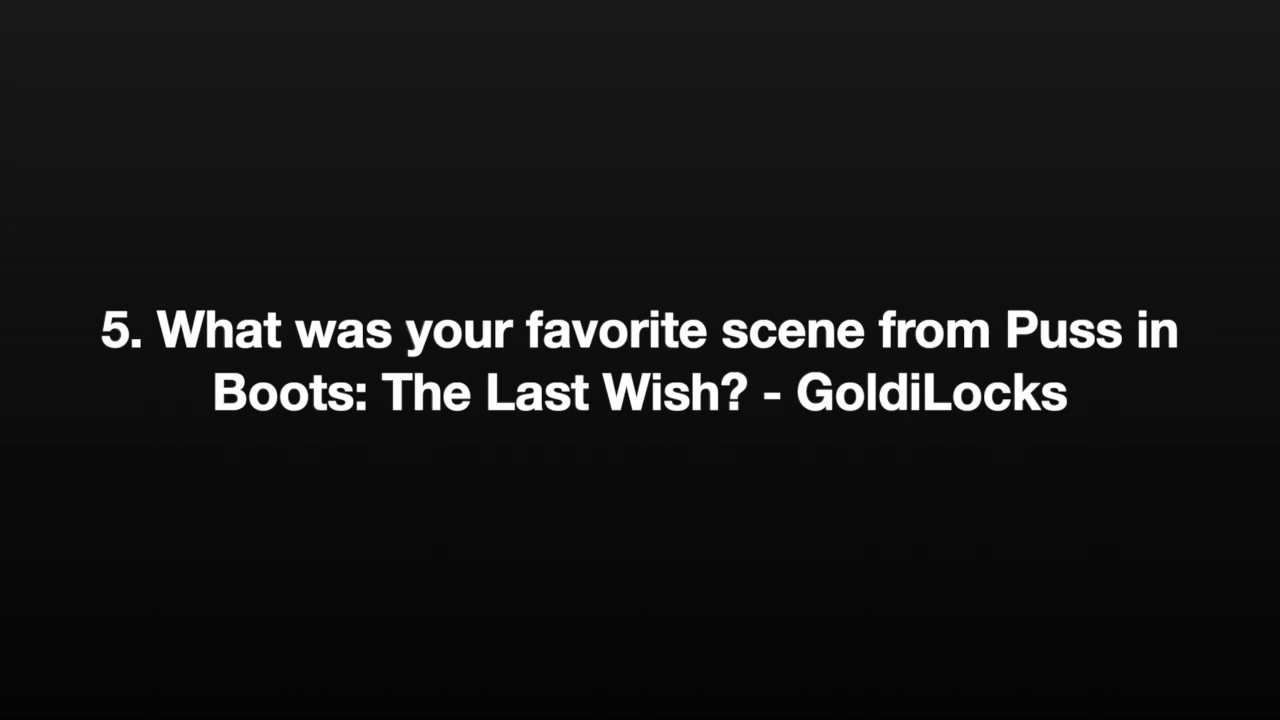 5. What was your favorite scene from Puss in
Boots: The Last Wish? - GoldiLocks